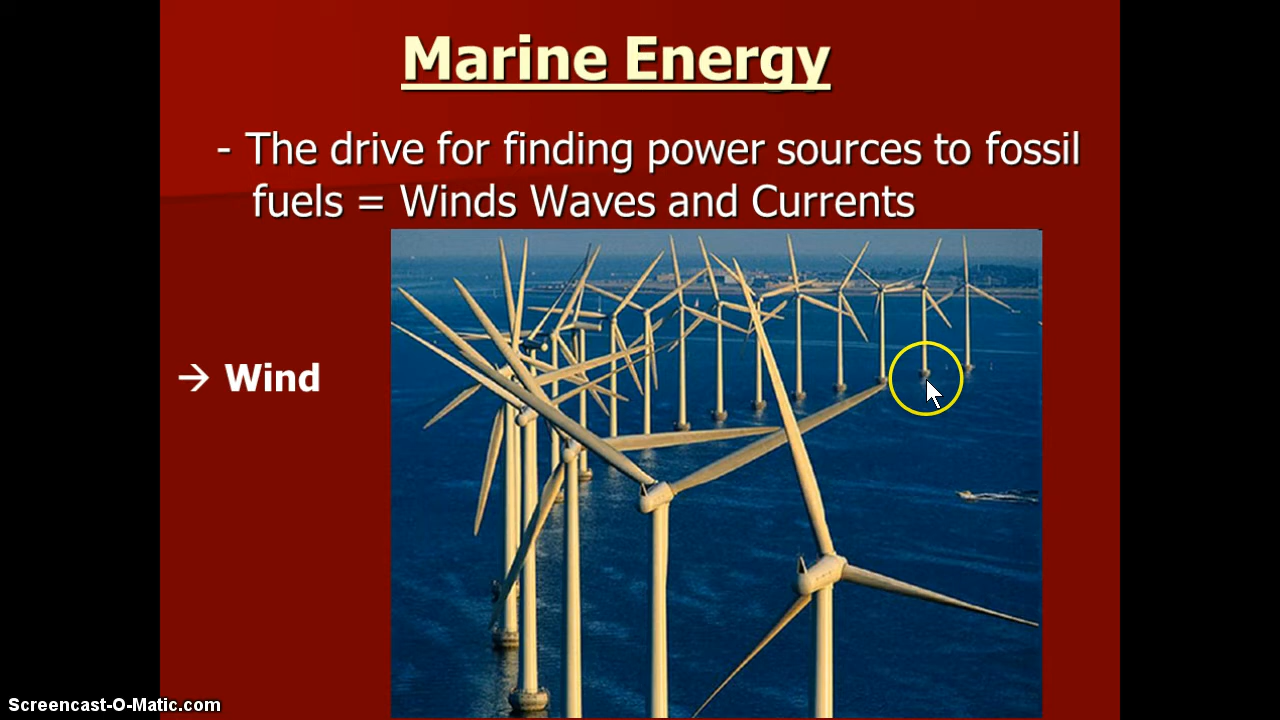 Marine Energy
- The drive for finding power sources to fossil
fuels = Winds Waves and Currents
→ Wind
Screencast-O-Matic.com